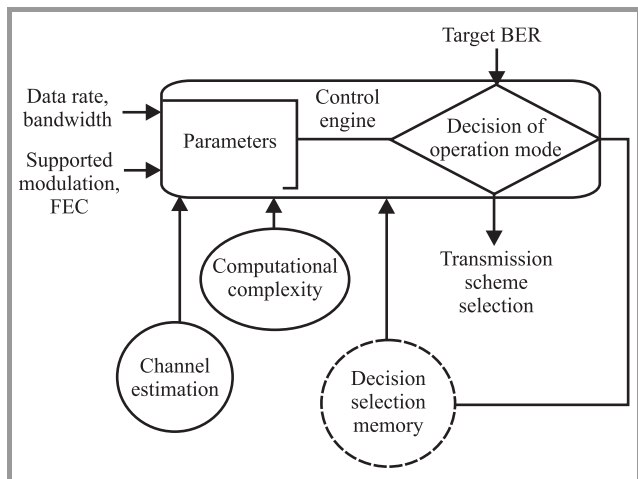 Target BER
Data rate,
bandwidth
Control
engine
Parameters
Decision of
operation mode
Supported
modulation,
FEC
Transmission
scheme
selection
Computational
complexity
Channel
estimation
Decision
selection
memory